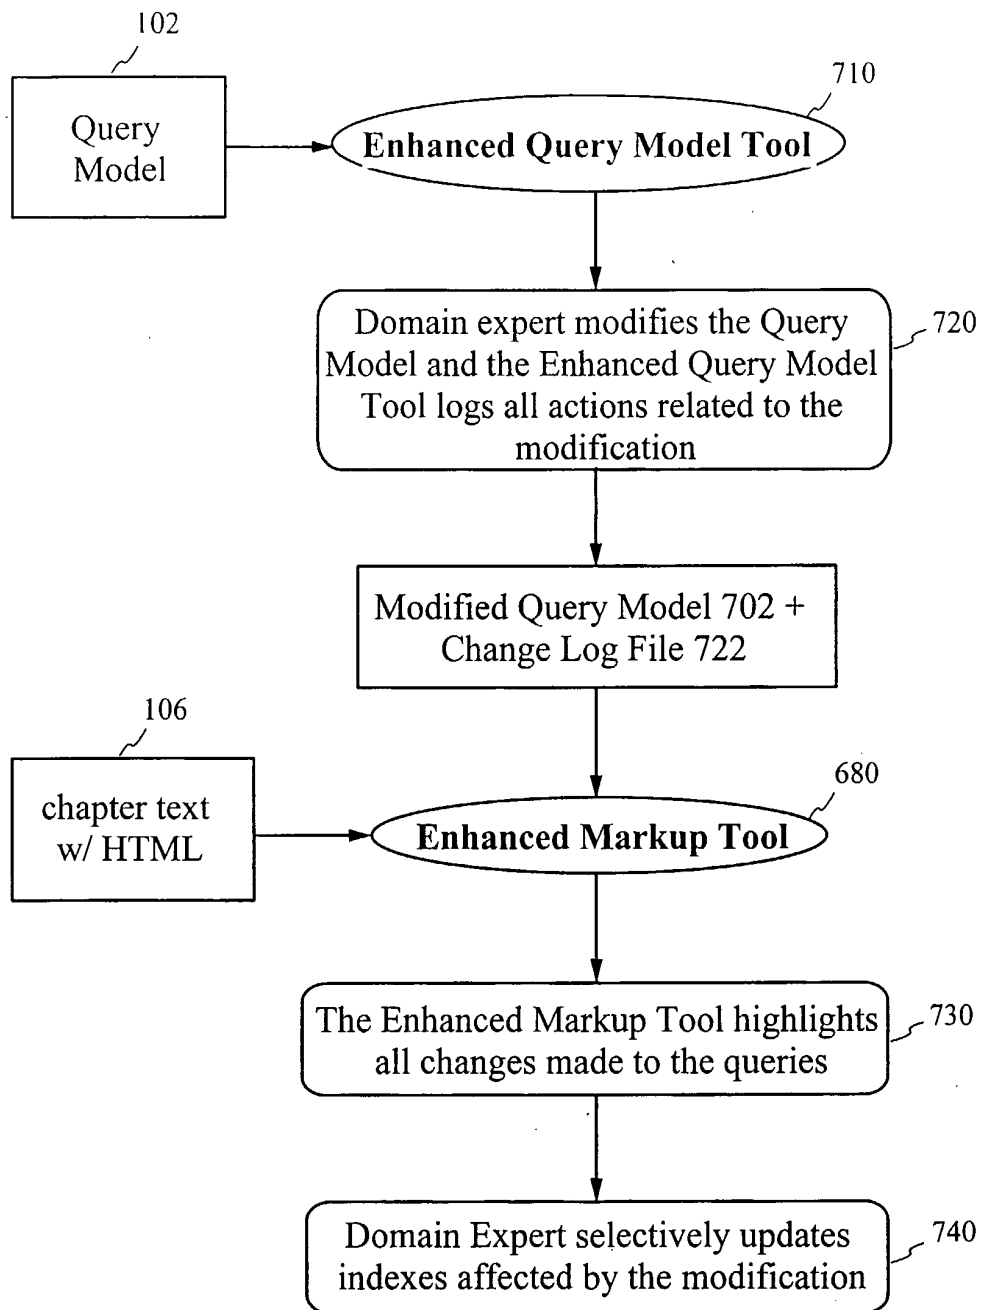 102
Query
Model
710
Enhanced Query Model Tool
Domain expert modifies the Query
Model and the Enhanced Query Model
Tool logs all actions related to the
modification
720
Modified Query Model 702 +
Change Log File 722
106
chapter text
w/ HTML
680
Enhanced Markup Tool
The Enhanced Markup Tool highlights
all changes made to the queries
730
Domain Expert selectively updates
indexes affected by the modification
740